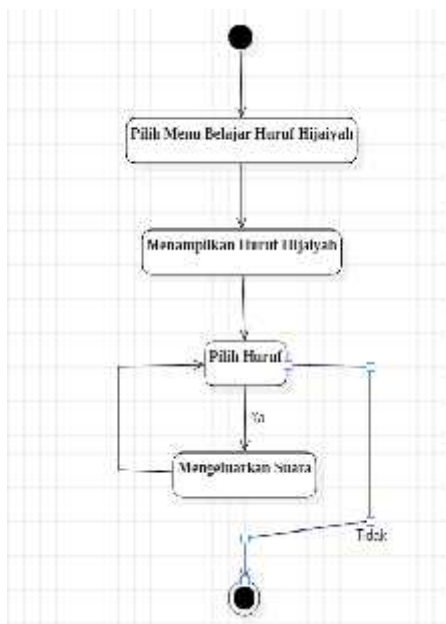 Pilih Menu Belajar Huruf Hijaiyah
Menampilkan Huruf Hijaiyah
Pilih Huruf
Ya
Mengeluarkan Suara
Tidak